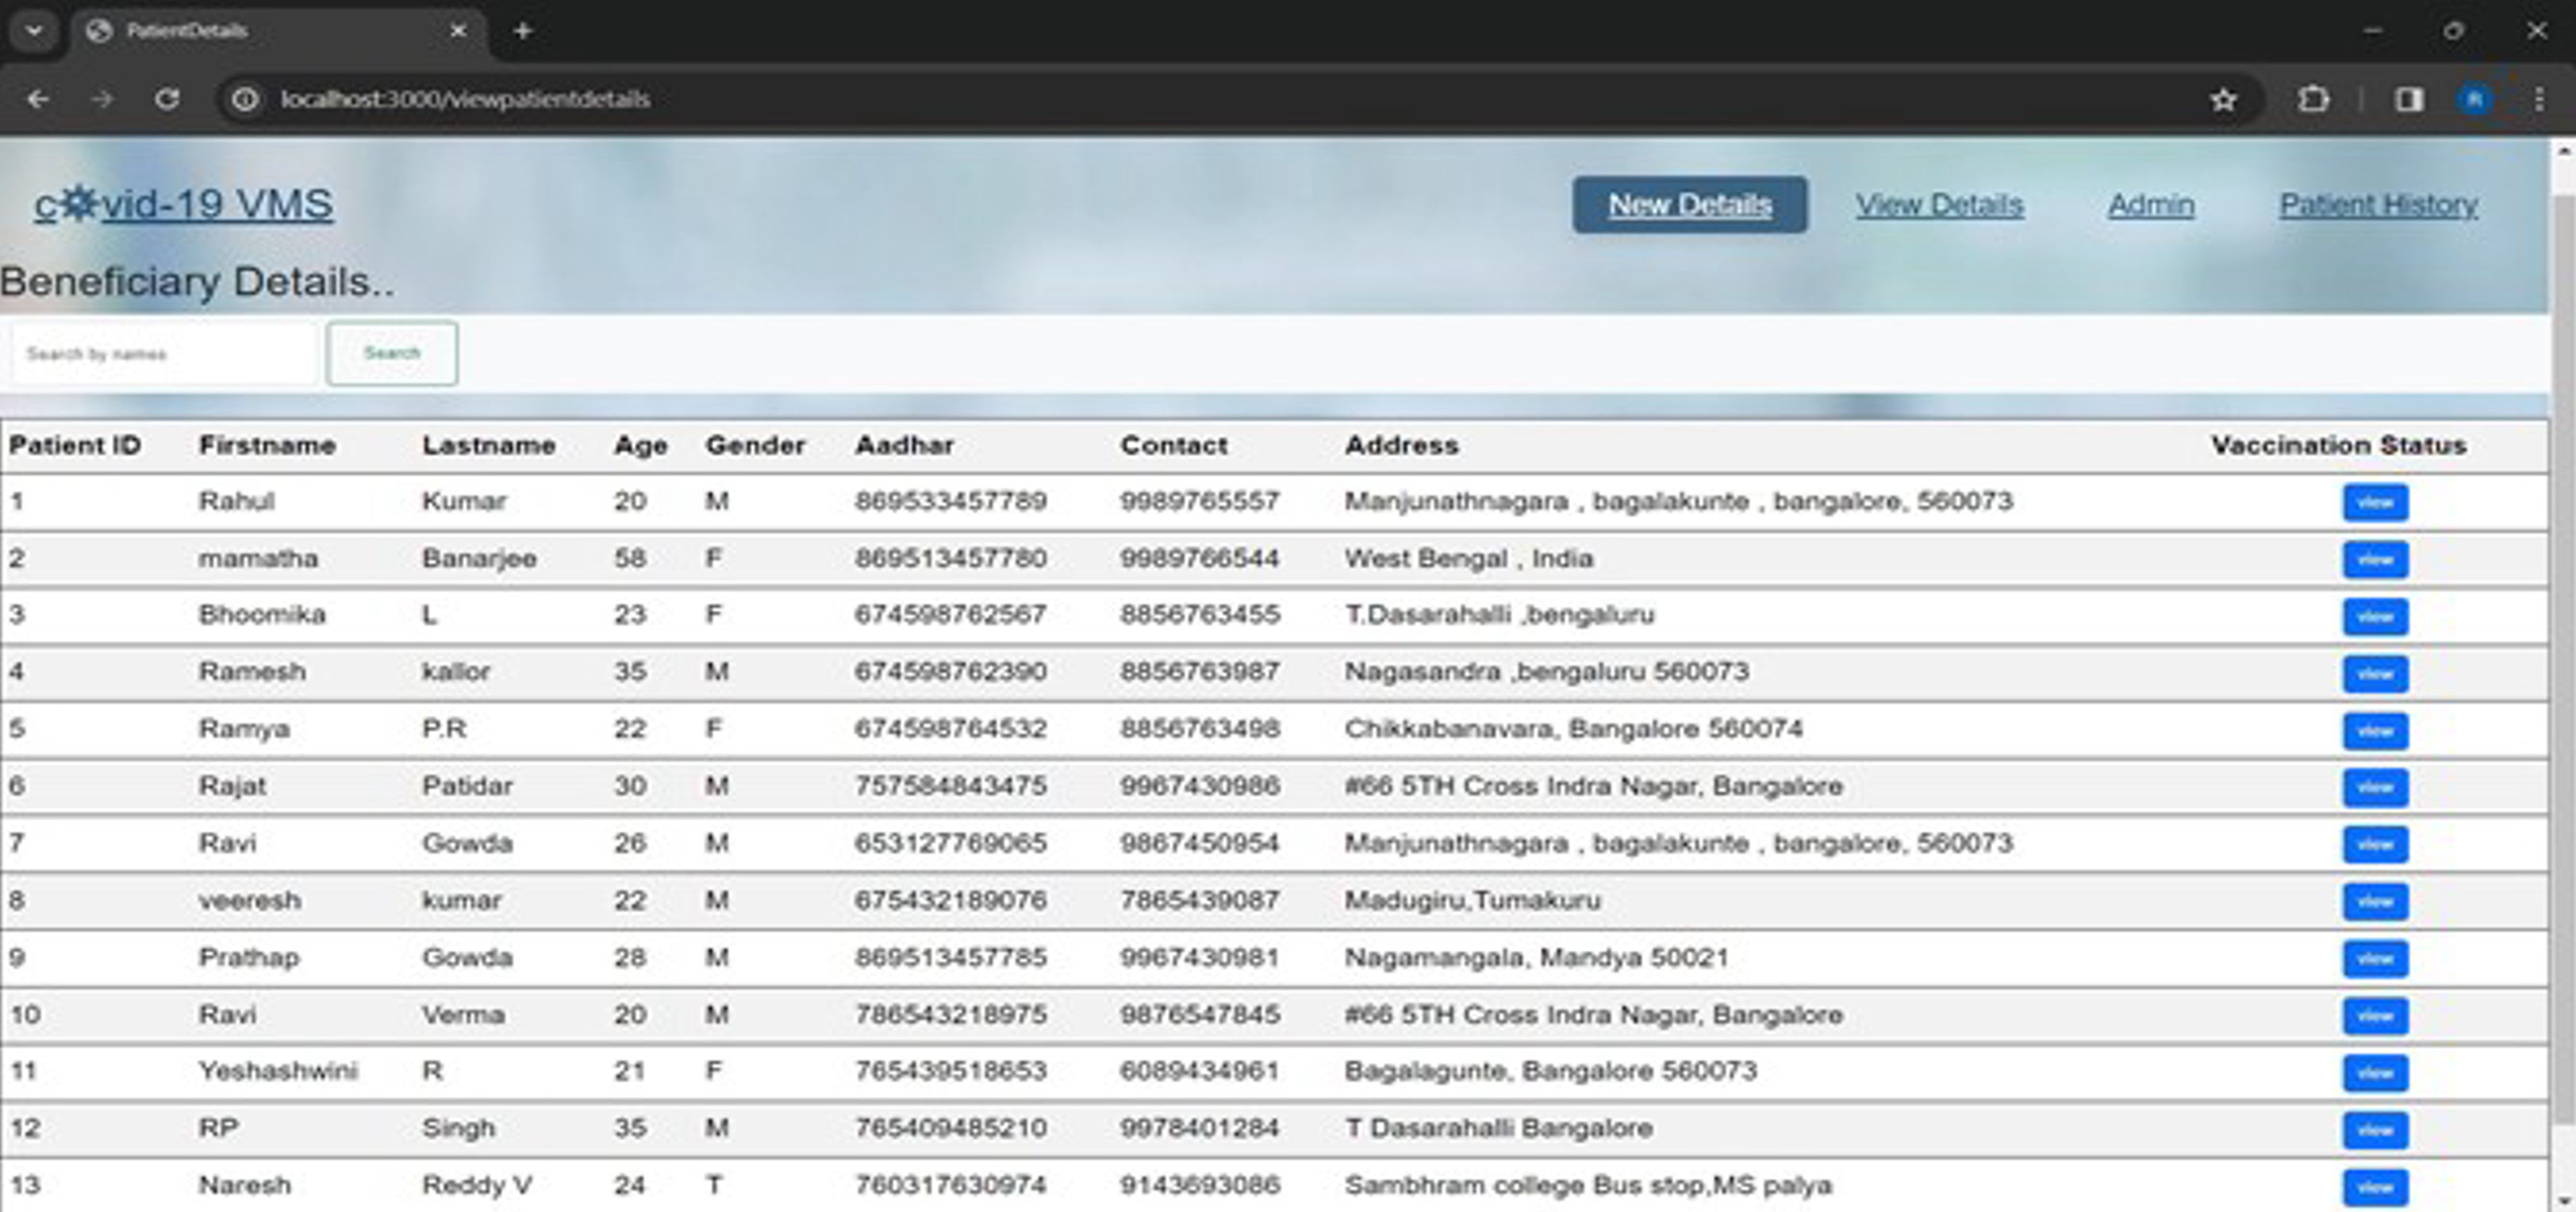 PatientDetails
localhost:3000/viewpatientdetails
R
c vid-19 VMS New Details View Details Admin Patient History
Beneficiary Details..
Search by names Search
Patient ID Firstname Lastname Age Gender Aadhar Contact Address Vaccination Status
1 Rahul Kumar 20 M 869533457789 9989765557 Manjunathnagara , bagalakunte , bangalore, 560073 view
2 mamatha Banarjee 58 F 869513457780 9989766544 West Bengal , India view
3 Bhoomika L 23 F 674598762567 8856763455 T.Dasarahalli ,bengaluru view
4 Ramesh kallor 35 M 674598762390 8856763987 Nagasandra ,bengaluru 560073 view
5 Ramya P.R 22 F 674598764532 8856763498 Chikkabanavara, Bangalore 560074 view
6 Rajat Patidar 30 M 757584843475 9967430986 #66 5TH Cross Indra Nagar, Bangalore view
7 Ravi Gowda 26 M 653127769065 9867450954 Manjunathnagara , bagalakunte , bangalore, 560073 view
8 veeresh kumar 22 M 675432189076 7865439087 Madugiru,Tumakuru view
9 Prathap Gowda 28 M 869513457785 9967430981 Nagamangala, Mandya 50021 view
10 Ravi Verma 20 M 786543218975 9876547845 #66 5TH Cross Indra Nagar, Bangalore view
11 Yeshashwini R 21 F 765439518653 6089434961 Bagalagunte, Bangalore 560073 view
12 RP Singh 35 M 765409485210 9978401284 T Dasarahalli Bangalore view
13 Naresh Reddy V 24 T 760317630974 9143693086 Sambhram college Bus stop,MS palya view